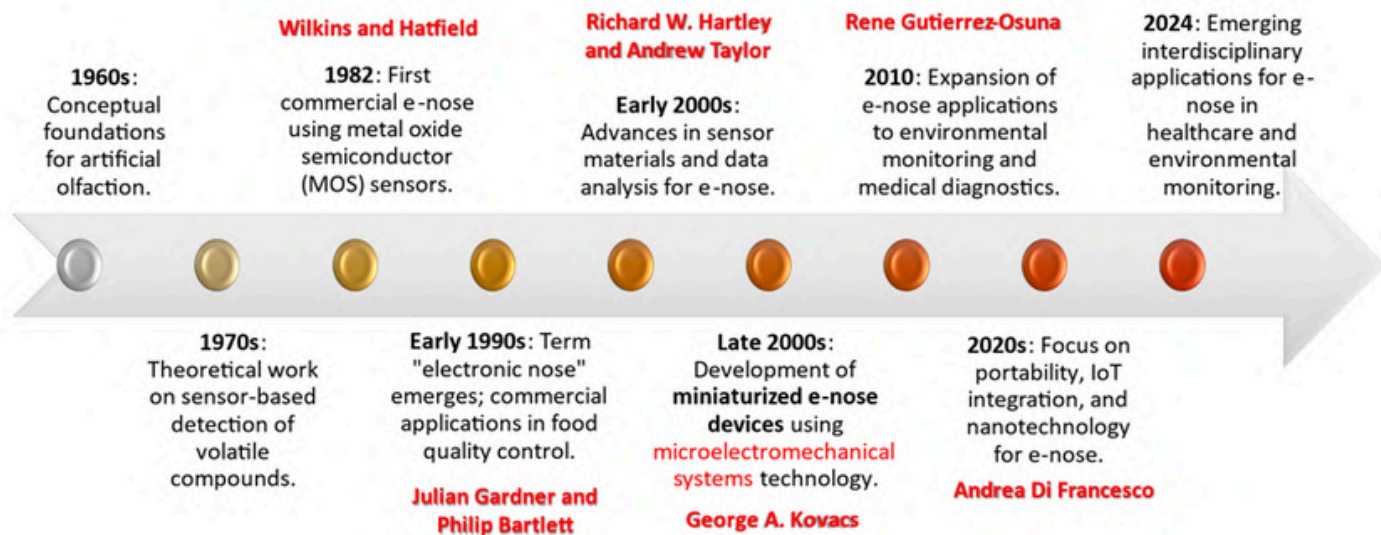 1960s:
Conceptual
foundations
for artificial
olfaction.
Wilkins and Hatfield
1982: First
commercial e-nose
using metal oxide
semiconductor
(MOS) sensors.
Richard W. Hartley
and Andrew Taylor
Early 2000s:
Advances in sensor
materials and data
analysis for e-nose.
Rene Gutierrez-Osuna
2010: Expansion of
e-nose applications
to environmental
monitoring and
medical diagnostics.
2024: Emerging
interdisciplinary
applications for e-
nose in
healthcare and
environmental
monitoring.
1970s:
Theoretical work
on sensor-based
detection of
volatile
compounds.
Early 1990s: Term
"electronic nose"
emerges; commercial
applications in food
quality control.
Julian Gardner and
Philip Bartlett
Late 2000s:
Development of
miniaturized e-nose
devices using
microelectromechanical
systems technology.
George A. Kovacs
2020s: Focus on
portability, IoT
integration, and
nanotechnology
for e-nose.
Andrea Di Francesco